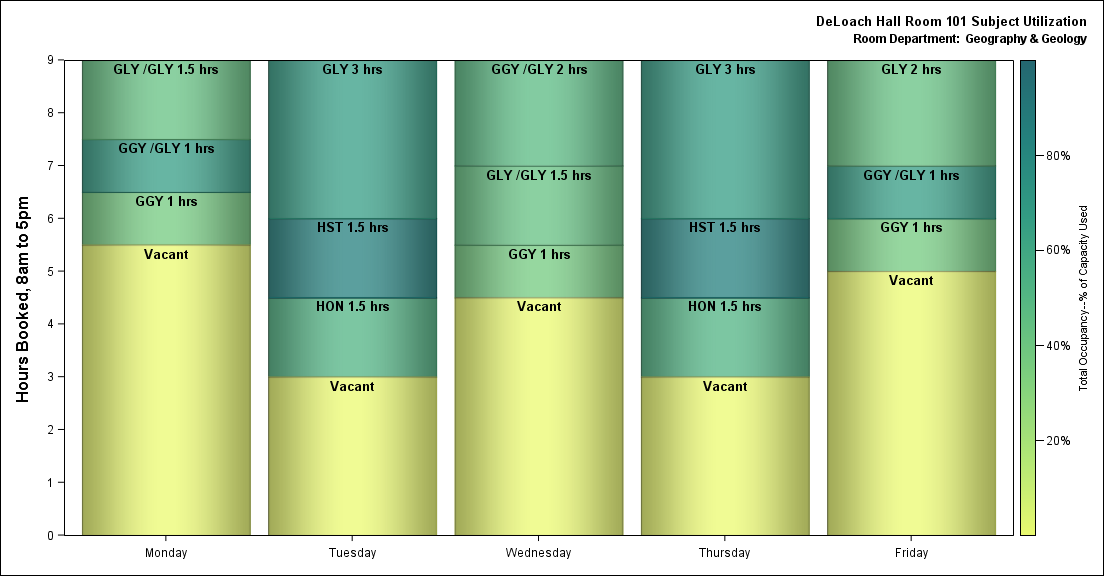 DeLoach Hall Room 101 Subject Utilization
Room Department:  Geography & Geology
Hours Booked, 8am to 5pm
9
8
7
6
5
4
3
2
1
0
GLY /GLY 1.5 hrs
GGY /GLY 1 hrs
GGY 1 hrs
Vacant
GLY 3 hrs
HST 1.5 hrs
HON 1.5 hrs
Vacant
GGY /GLY 2 hrs
GLY /GLY 1.5 hrs
GGY 1 hrs
Vacant
GLY 3 hrs
HST 1.5 hrs
HON 1.5 hrs
Vacant
GLY 2 hrs
GGY /GLY 1 hrs
GGY 1 hrs
Vacant
Monday
Tuesday
Wednesday
Thursday
Friday
80%
60%
40%
20%
Total Occupancy--% of Capacity Used